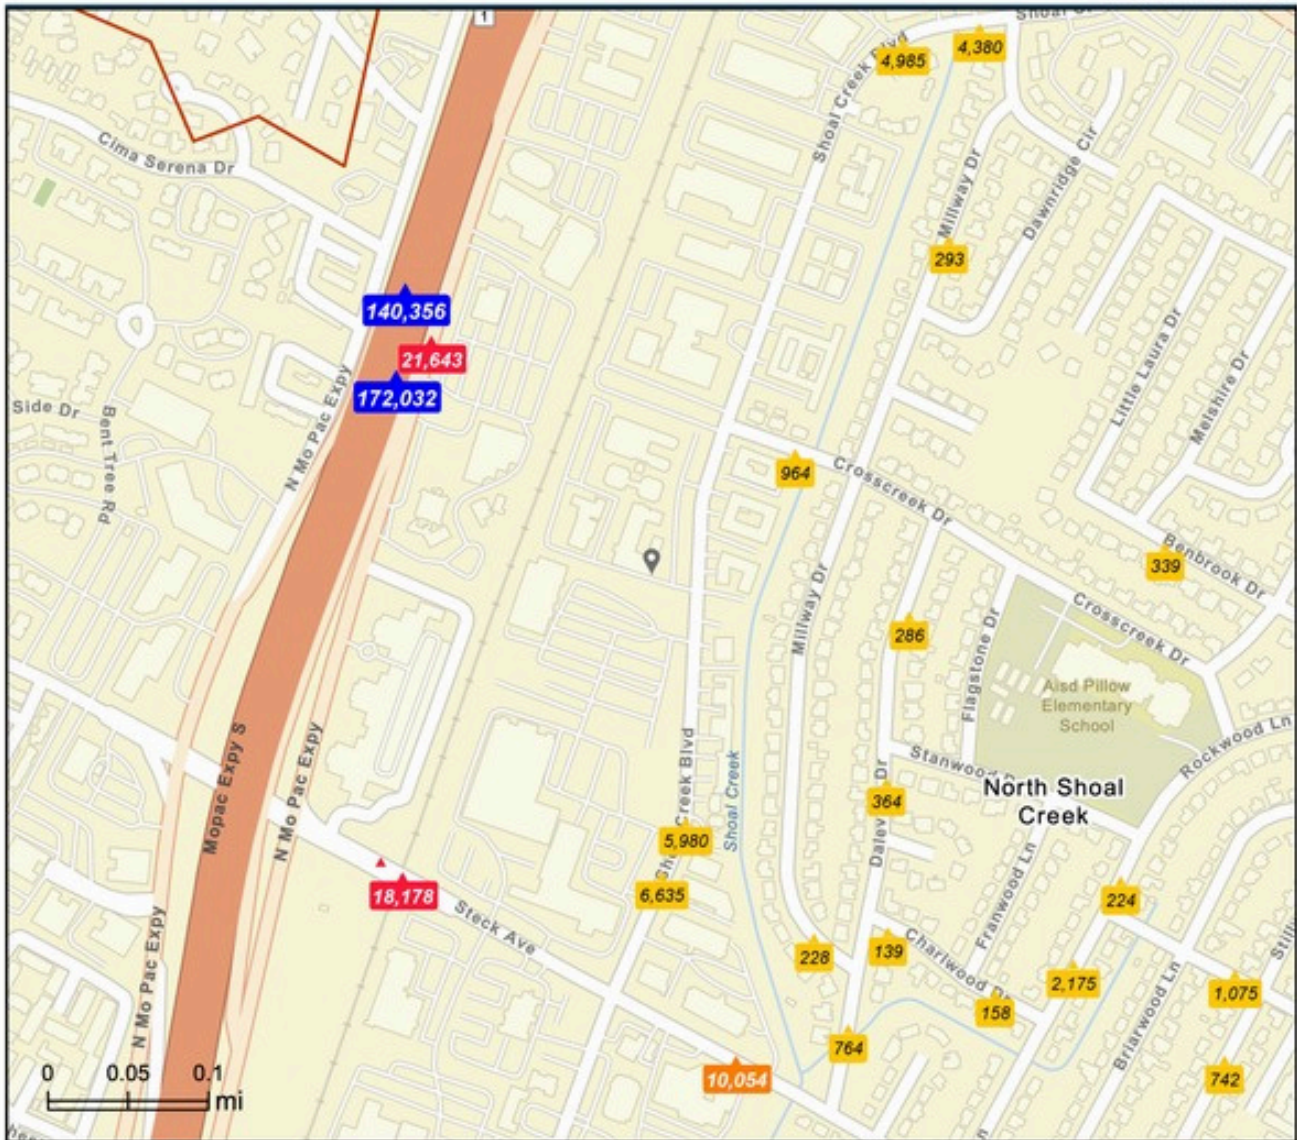 1
Shoal C
4,985
4,380
Shoal Creek Blvd
Cima Serena Dr
Millway Dr
Dawnridge Cir
293
140,356
21,643
172,032
Little Laura Dr
Melshire Dr
Side Dr
Bent Tree Rd
N Mo Pac Expy
964
Crosscreek Dr
Benbrook Dr
339
Millway Dr
286
Flagstone Dr
Crosscreek Dr
Aisd Pillow
Elementary
School
Rockwood Ln
Mopac Expy S
N Mo Pac Expy
Creek Blvd
Shoal Creek
Stanwood D
North Shoal
Creek
364
Dale
Dr
5,980
Sho
6,635
18,178
Steck Ave
Franwood Ln
224
N Mo Pac Expy
228
139
Charlwood Dr
2,175
158
Briarwood Ln
1,075
Still
764
10,054
742
0 0.05 0.1
mi
n